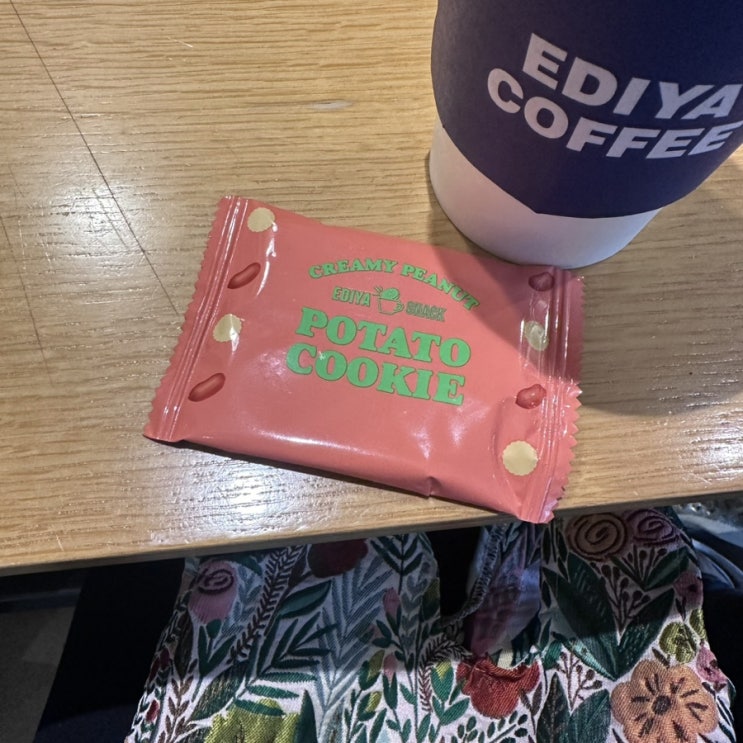 EDIYA
COFFEE
CREAMY PEANUT
EDIYA SNACK
POTATO
COOKIE